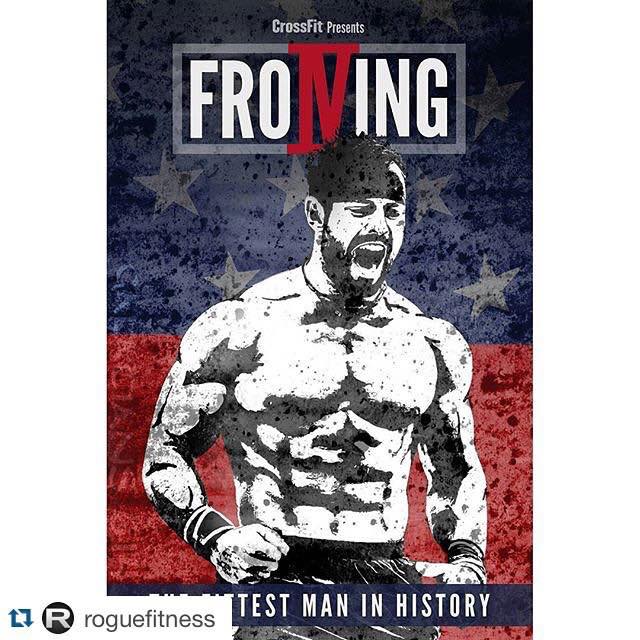 CrossFit Presents
FRONING
FITTEST MAN IN HISTORY
R roguefitness